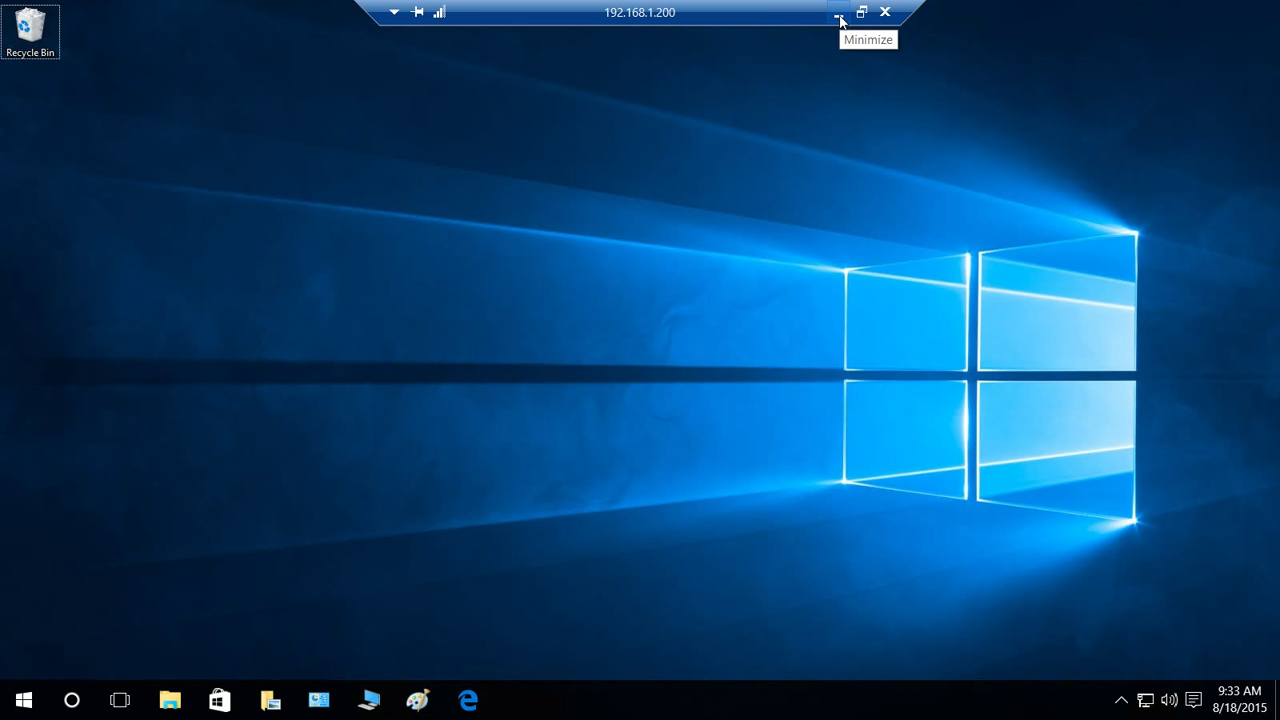 192.168.1.200
Minimize
Recycle Bin
9:33 AM
8/18/2015